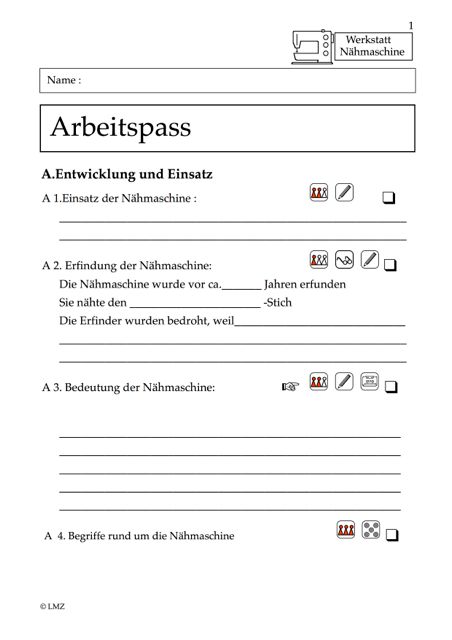 1
Werkstatt
Nähmaschine
Name :
Arbeitspass
A.Entwicklung und Einsatz
A 1.Einsatz der Nähmaschine :
A 2. Erfindung der Nähmaschine:
Die Nähmaschine wurde vor ca._______ Jahren erfunden
Sie nähte den _______________________ -Stich
Die Erfinder wurden bedroht, weil______________________________
A 3. Bedeutung der Nähmaschine:
A 4. Begriffe rund um die Nähmaschine
© LMZ